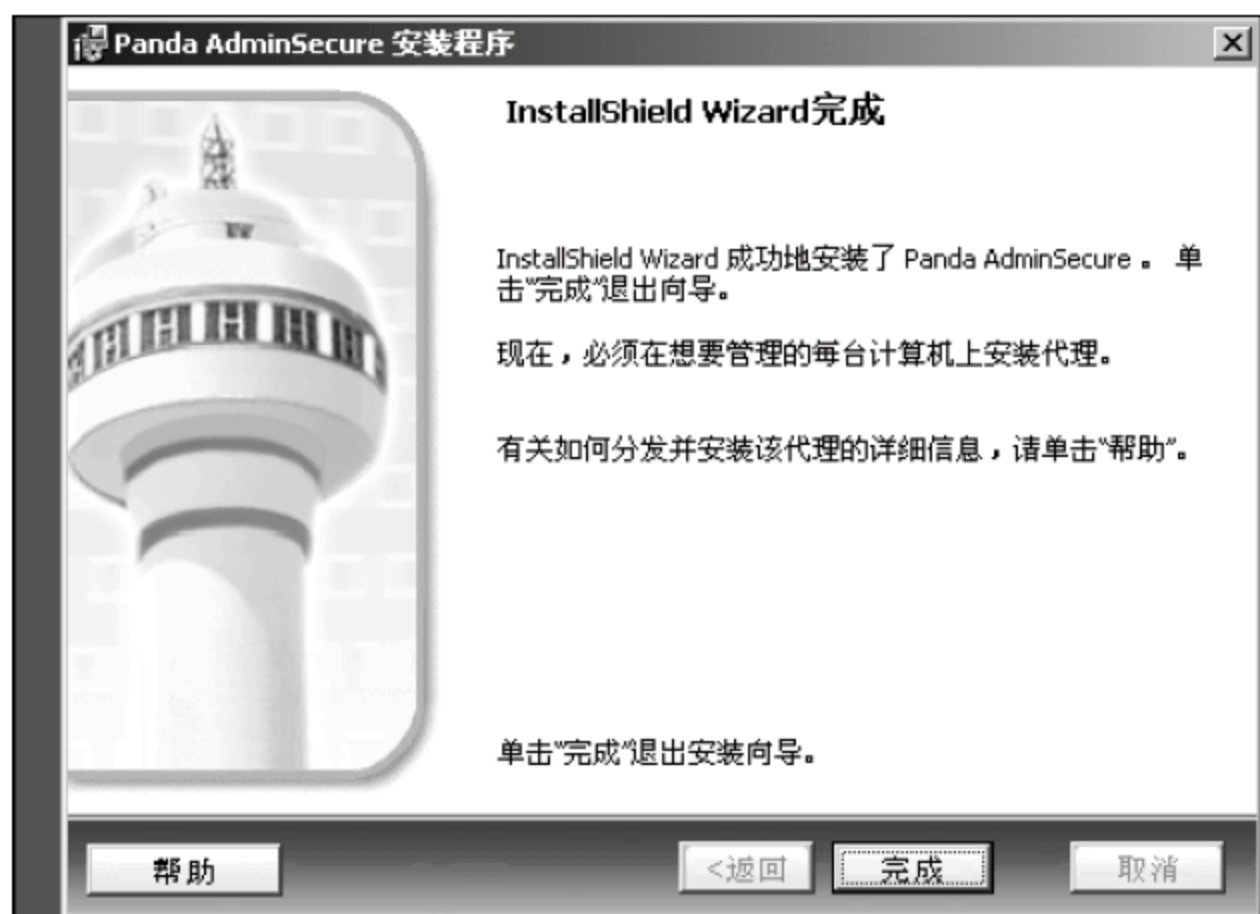 Panda AdminSecure 安装程序
InstallShield Wizard完成
InstallShield Wizard 成功地安装了 Panda AdminSecure 。 单
击"完成"退出向导。
现在，必须在想要管理的每台计算机上安装代理。
有关如何分发并安装该代理的详细信息，请单击"帮助"。
单击"完成"退出安装向导。
帮助
<返回
完成
取消